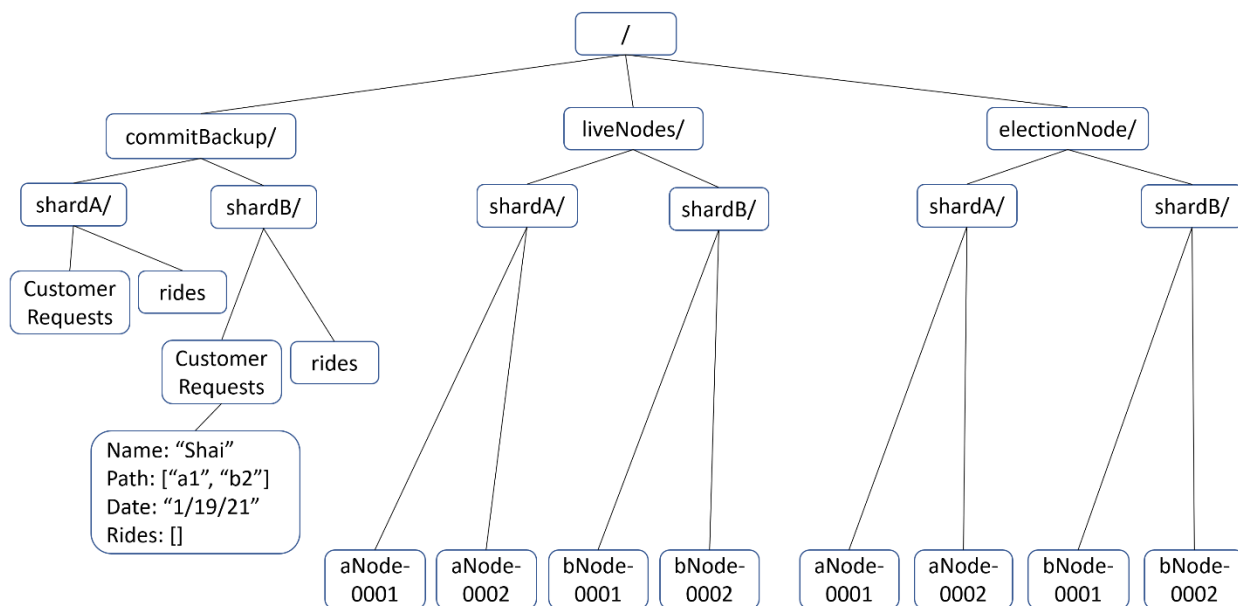 /
commitBackup/
liveNodes/
electionNode/
shardA/
shardB/
shardA/
shardB/
shardA/
shardB/
Customer
Requests
rides
Customer
Requests
rides
Name: “Shai”
Path: [“a1”, “b2”]
Date: “1/19/21”
Rides: []
aNode-
0001
aNode-
0002
bNode-
0001
bNode-
0002
aNode-
0001
aNode-
0002
bNode-
0001
bNode-
0002